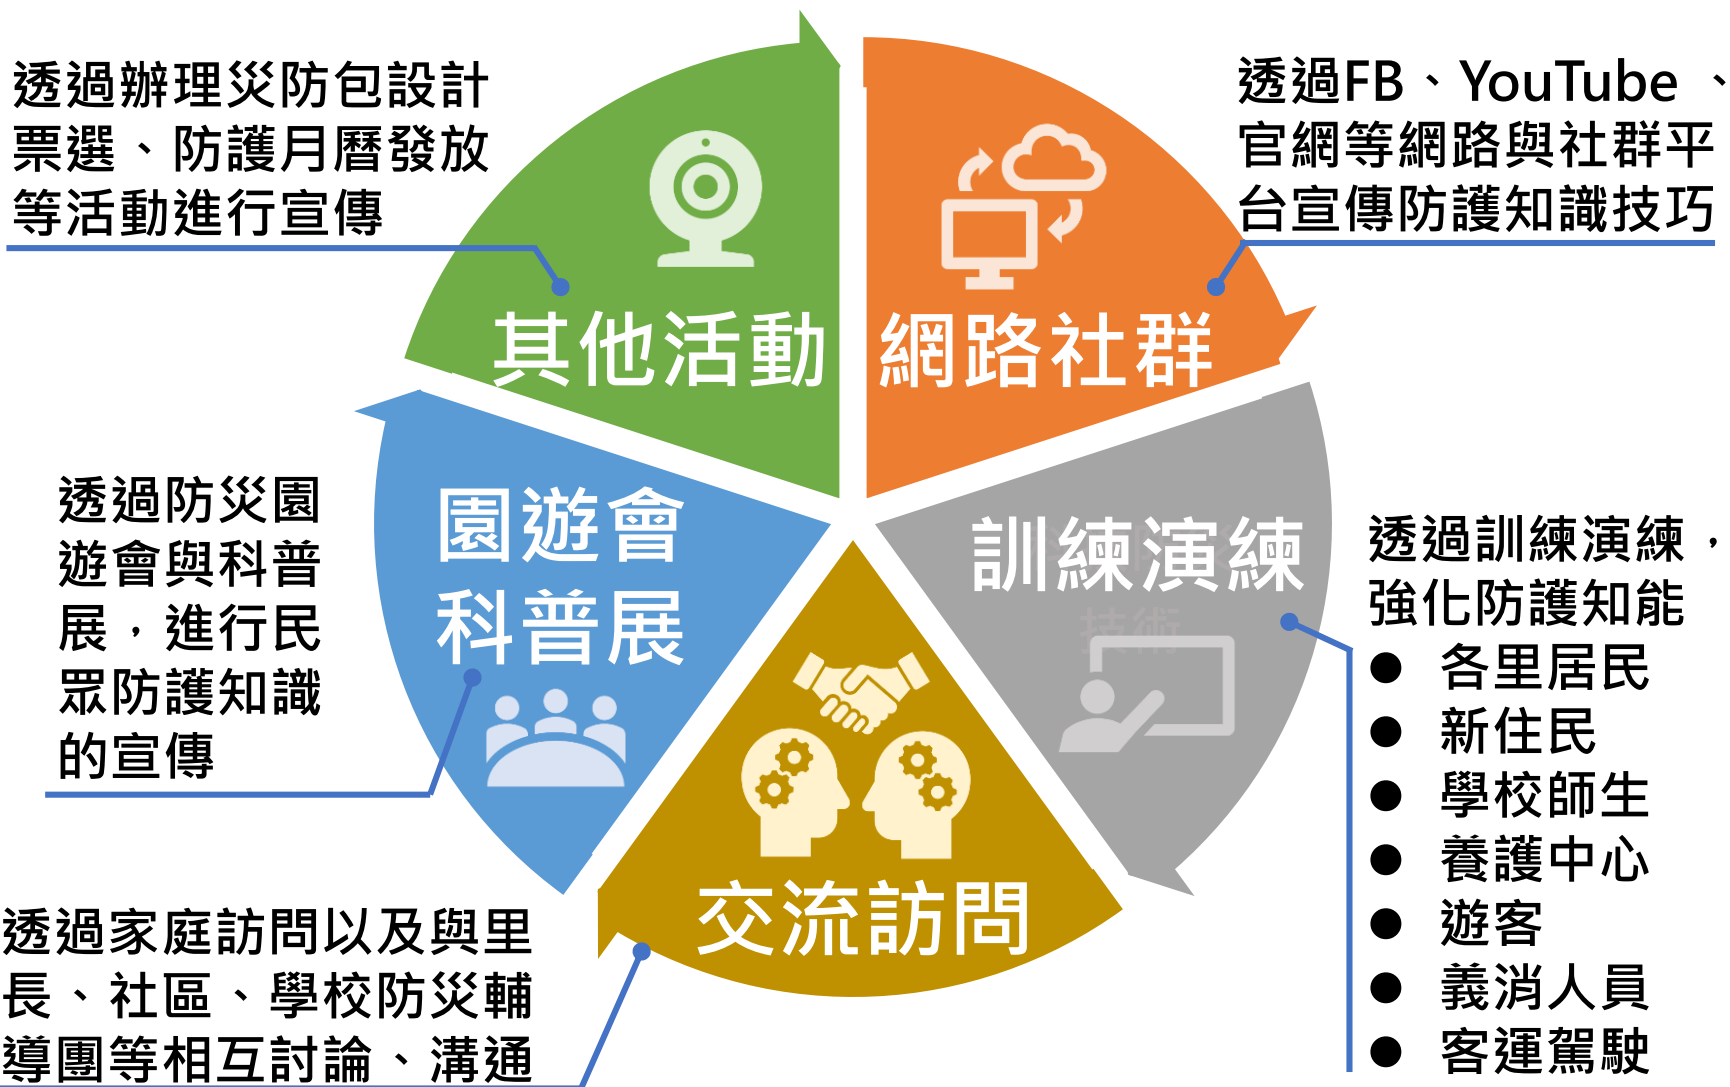 透過辦理災防包設計
票選、防護月曆發放
等活動進行宣傳
透過FB、YouTube、
官網等網路與社群平
台宣傳防護知識技巧
其他活動
網路社群
透過防災園
遊會與科普
展，進行民
眾防護知識
的宣傳
園遊會
科普展
訓練演練
技術
透過訓練演練，
強化防護知能
● 各里居民
● 新住民
● 學校師生
● 養護中心
● 遊客
● 義消人員
● 客運駕駛
交流訪問
透過家庭訪問以及與里
長、社區、學校防災輔
導團等相互討論、溝通